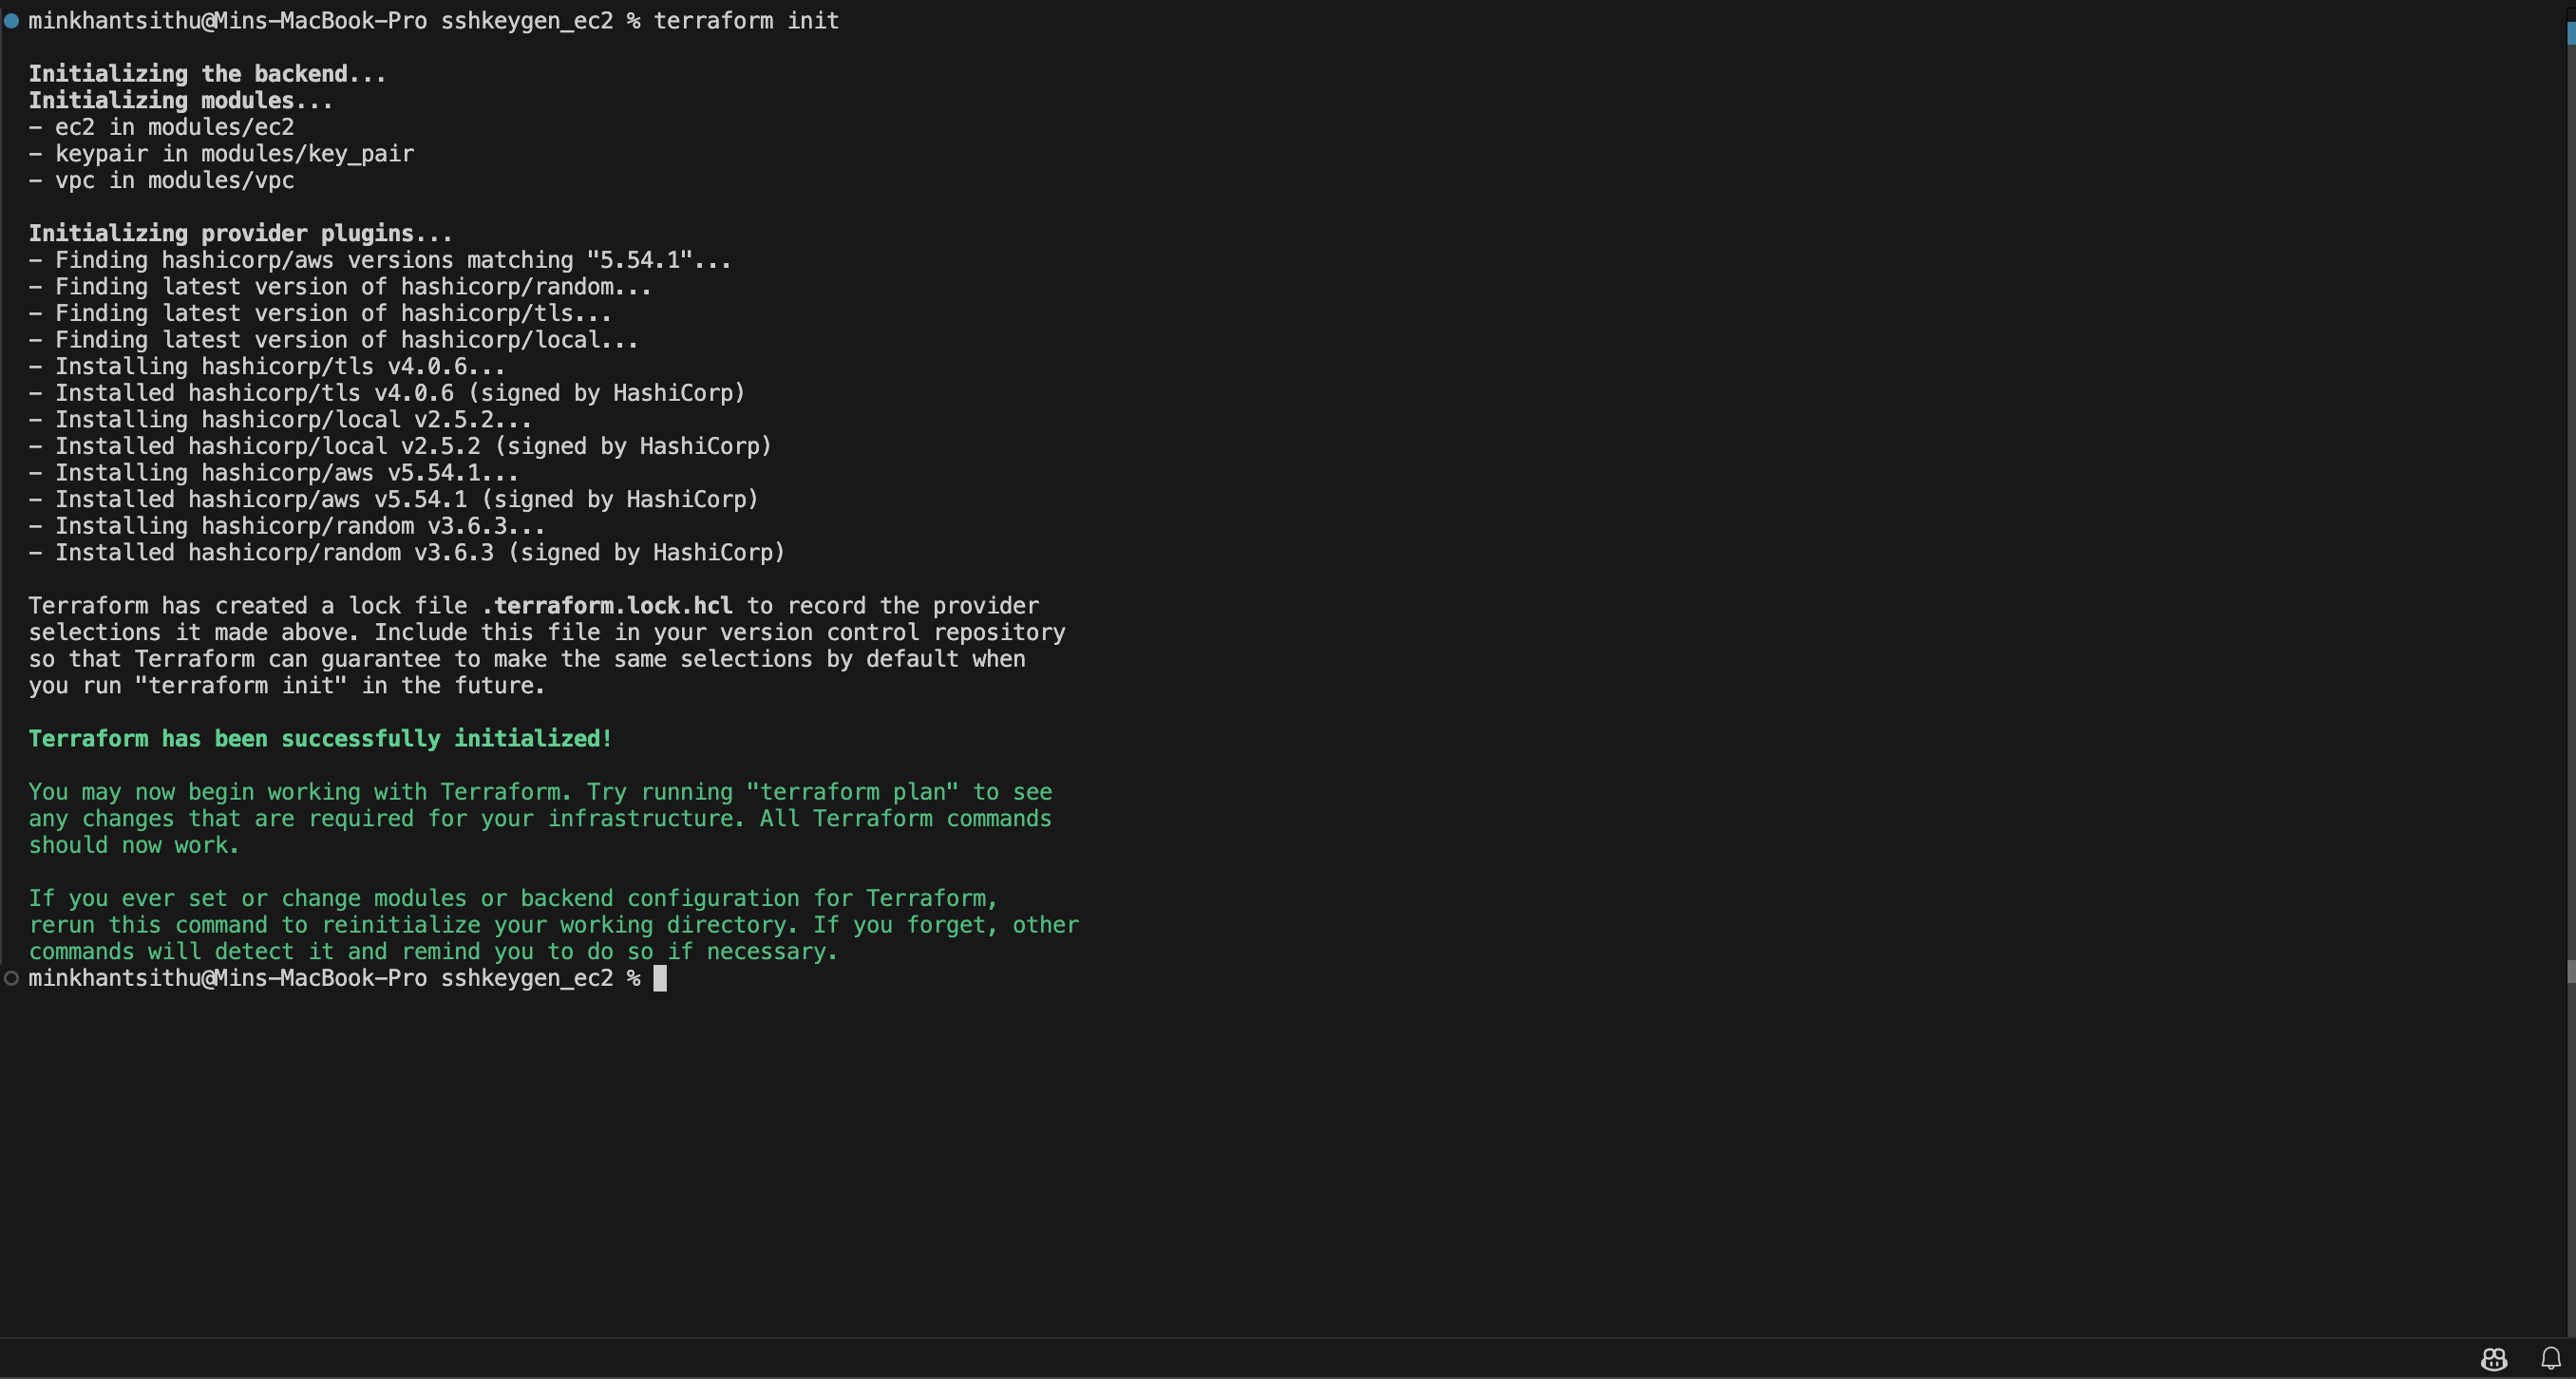 minkhantsithu@Mins-MacBook-Pro sshkeygen_ec2 % terraform init
Initializing the backend...
Initializing modules...
- ec2 in modules/ec2
- keypair in modules/key_pair
- vpc in modules/vpc
Initializing provider plugins...
- Finding hashicorp/aws versions matching "5.54.1"...
- Finding latest version of hashicorp/random...
- Finding latest version of hashicorp/tls...
- Finding latest version of hashicorp/local...
- Installing hashicorp/tls v4.0.6...
- Installed hashicorp/tls v4.0.6 (signed by HashiCorp)
- Installing hashicorp/local v2.5.2...
- Installed hashicorp/local v2.5.2 (signed by HashiCorp)
- Installing hashicorp/aws v5.54.1...
- Installed hashicorp/aws v5.54.1 (signed by HashiCorp)
- Installing hashicorp/random v3.6.3...
- Installed hashicorp/random v3.6.3 (signed by HashiCorp)
Terraform has created a lock file .terraform.lock.hcl to record the provider
selections it made above. Include this file in your version control repository
so that Terraform can guarantee to make the same selections by default when
you run "terraform init" in the future.
Terraform has been successfully initialized!
You may now begin working with Terraform. Try running "terraform plan" to see
any changes that are required for your infrastructure. All Terraform commands
should now work.
If you ever set or change modules or backend configuration for Terraform,
rerun this command to reinitialize your working directory. If you forget, other
commands will detect it and remind you to do so if necessary.
minkhantsithu@Mins-MacBook-Pro sshkeygen_ec2 %